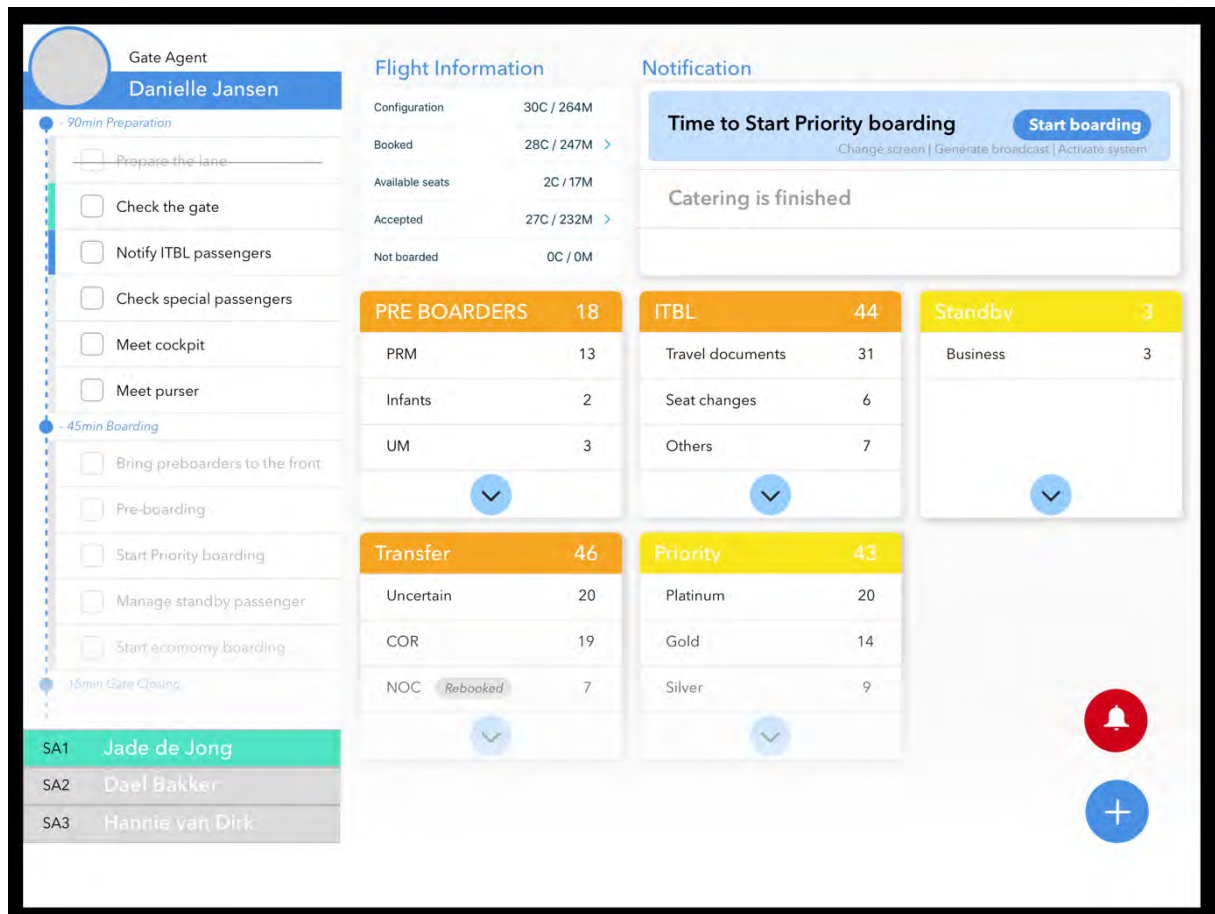 Gate Agent
Danielle Jansen
- 90min Preparation
Propare the lane
Check the gate
Notify ITBL passengers
Check special passengers
Meet cockpit
Meet purser
- 45min Boarding
Bring preboarders to the front
Pre-boarding
Start Priority boarding
Manage standby passenger
Start ecomomy boarding
- 15min Gate Closing
SA1 Jade de Jong
SA2 Dael Bakker
SA3 Hannie van Dirk
Flight Information
Configuration 30C / 264M
Booked 28C / 247M >
Available seats 2C / 17M
Accepted 27C / 232M >
Not boarded 0C / 0M
Notification
Time to Start Priority boarding Start boarding
Change screen | Generate broadcast | Activate system
Catering is finished
PRE BOARDERS 18
PRM 13
Infants 2
UM 3
ITBL 44
Travel documents 31
Seat changes 6
Others 7
Standby 3
Business 3
Transfer 46
Uncertain 20
COR 19
NOC Rebooked 7
Priority 43
Platinum 20
Gold 14
Silver 9